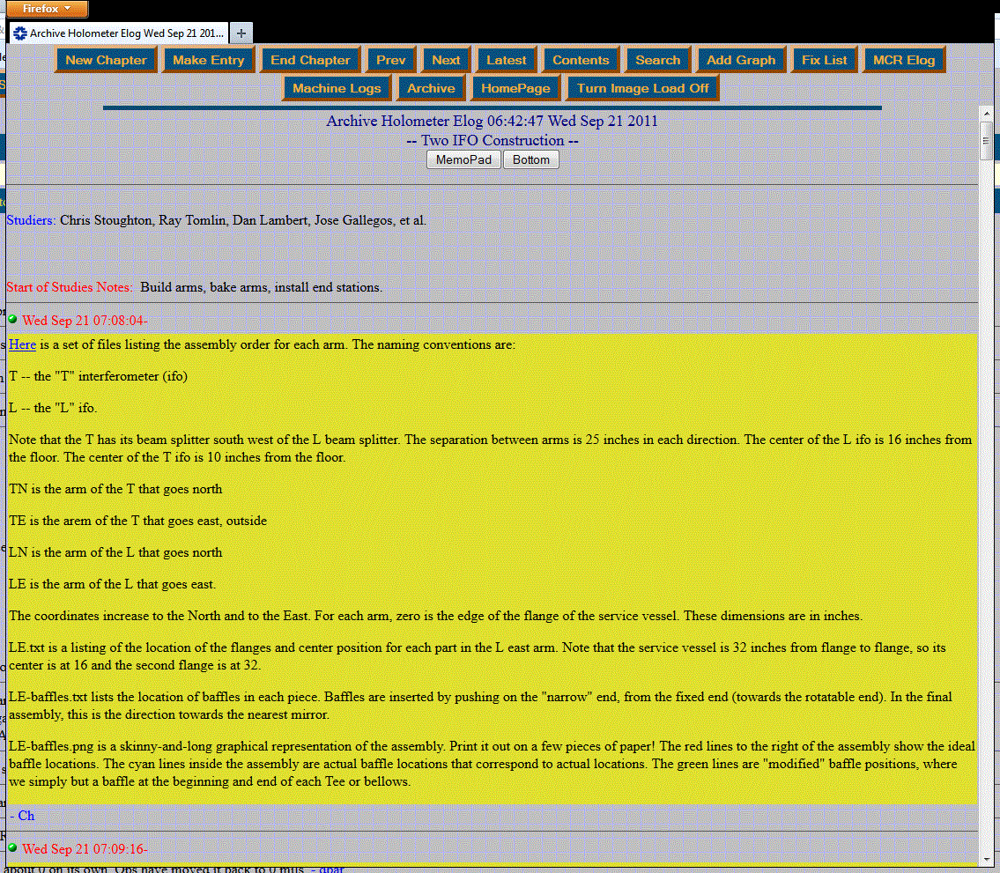 Firefox
Archive Holometer Elog Wed Sep 21 201... +
New Chapter Make Entry End Chapter Prev Next Latest Contents Search Add Graph Fix List MCR Elog
Machine Logs Archive HomePage Turn Image Load Off
Archive Holometer Elog 06:42:47 Wed Sep 21 2011
-- Two IFO Construction --
MemoPad Bottom
Studiers: Chris Stoughton, Ray Tomlin, Dan Lambert, Jose Gallegos, et al.
Start of Studies Notes: Build arms, bake arms, install end stations.
Wed Sep 21 07:08:04-
Here is a set of files listing the assembly order for each arm. The naming conventions are:
T -- the "T" interferometer (ifo)
L -- the "L" ifo.
Note that the T has its beam splitter south west of the L beam splitter. The separation between arms is 25 inches in each direction. The center of the L ifo is 16 inches from
the floor. The center of the T ifo is 10 inches from the floor.
TN is the arm of the T that goes north
TE is the arem of the T that goes east, outside
LN is the arm of the L that goes north
LE is the arm of the L that goes east.
The coordinates increase to the North and to the East. For each arm, zero is the edge of the flange of the service vessel. These dimensions are in inches.
LE.txt is a listing of the location of the flanges and center position for each part in the L east arm. Note that the service vessel is 32 inches from flange to flange, so its
center is at 16 and the second flange is at 32.
LE-baffles.txt lists the location of baffles in each piece. Baffles are inserted by pushing on the "narrow" end, from the fixed end (towards the rotatable end). In the final
assembly, this is the direction towards the nearest mirror.
LE-baffles.png is a skinny-and-long graphical representation of the assembly. Print it out on a few pieces of paper! The red lines to the right of the assembly show the ideal
baffle locations. The cyan lines inside the assembly are actual baffle locations that correspond to actual locations. The green lines are "modified" baffle positions, where
we simply but a baffle at the beginning and end of each Tee or bellows.
- Ch
Wed Sep 21 07:09:16-
about 0 on its own. Ops have moved it back to 0 mils. - dbar